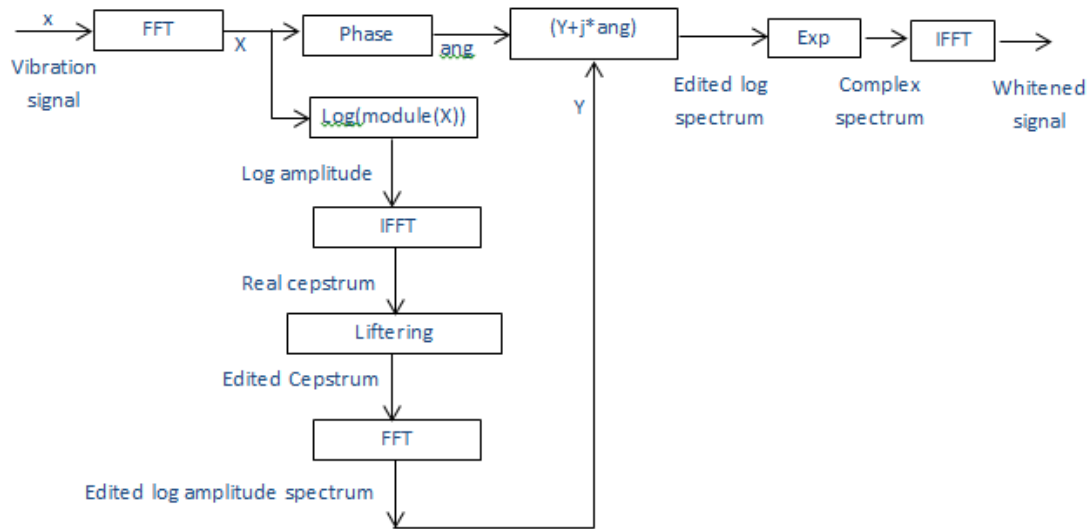 x
FFT
X
Phase
ang
(Y+j*ang)
Exp
IFFT
Vibration
signal
Edited log
spectrum
Complex
spectrum
Whitened
signal
Y
Log(module(X))
Log amplitude
IFFT
Real cepstrum
Liftering
Edited Cepstrum
FFT
Edited log amplitude spectrum